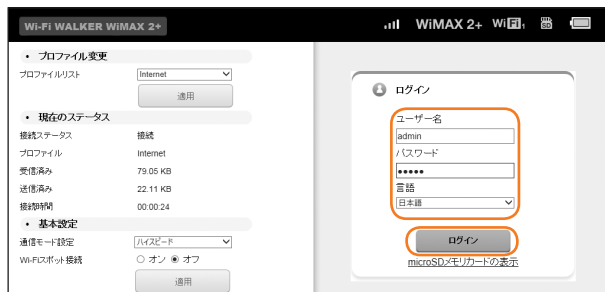 Wi-Fi WALKER WiMAX 2+
WiMAX 2+ WiFi 1
SD
• プロファイル変更
プロファイルリスト Internet
適用
• 現在のステータス
接続ステータス 接続
プロファイル Internet
受信済み 79.05 KB
送信済み 22.11 KB
接続時間 00:00:24
• 基本設定
通信モード設定 ハイスピード
Wi-Fiスポット接続 オン オフ
適用
ログイン
ユーザー名
admin
パスワード
•••••
言語
日本語
ログイン
microSDメモリカードの表示